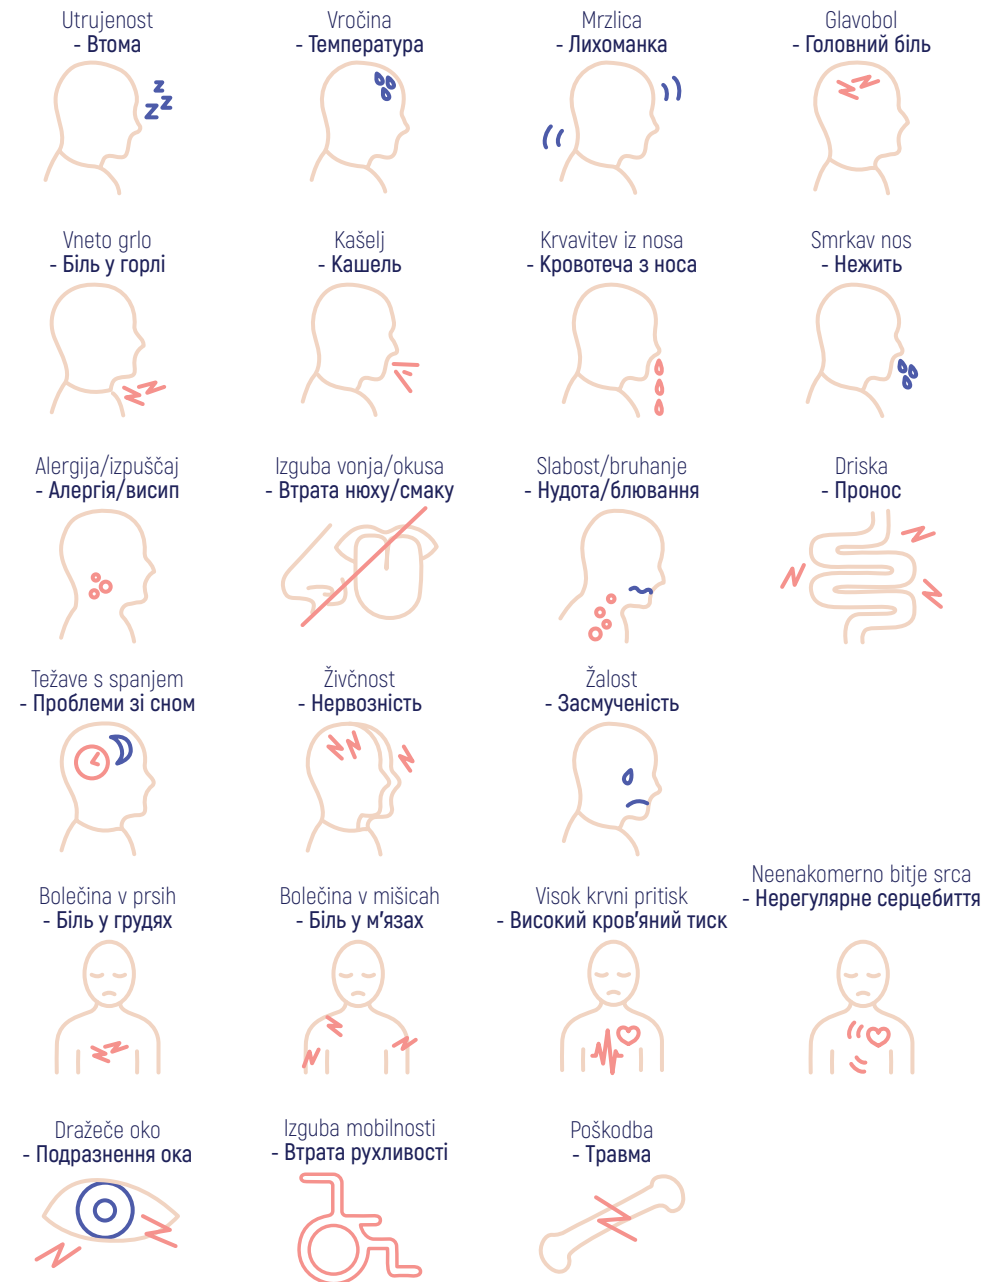 Utrujenost
- Втома
Vročina
- Температура
Mrzlica
- Лихоманка
Glavobol
- Головний біль
Vneto grlo
- Біль у горлі
Kašelj
- Кашель
Krvavitev iz nosa
- Кровотеча з носа
Smrkav nos
- Нежить
Alergija/izpuščaj
- Алергія/висип
Izguba vonja/okusa
- Втрата нюху/смаку
Slabost/bruhanje
- Нудота/блювання
Driska
- Пронос
Težave s spanjem
- Проблеми зі сном
Živčnost
- Нервозність
Žalost
- Засмученість
Bolečina v prsih
- Біль у грудях
Bolečina v mišicah
- Біль у м'язах
Visok krvni pritisk
- Високий кров'яний тиск
Neenakomerno bitje srca
- Нерегулярне серцебиття
Dražeče oko
- Подразнення ока
Izguba mobilnosti
- Втрата рухливості
Poškodba
- Травма